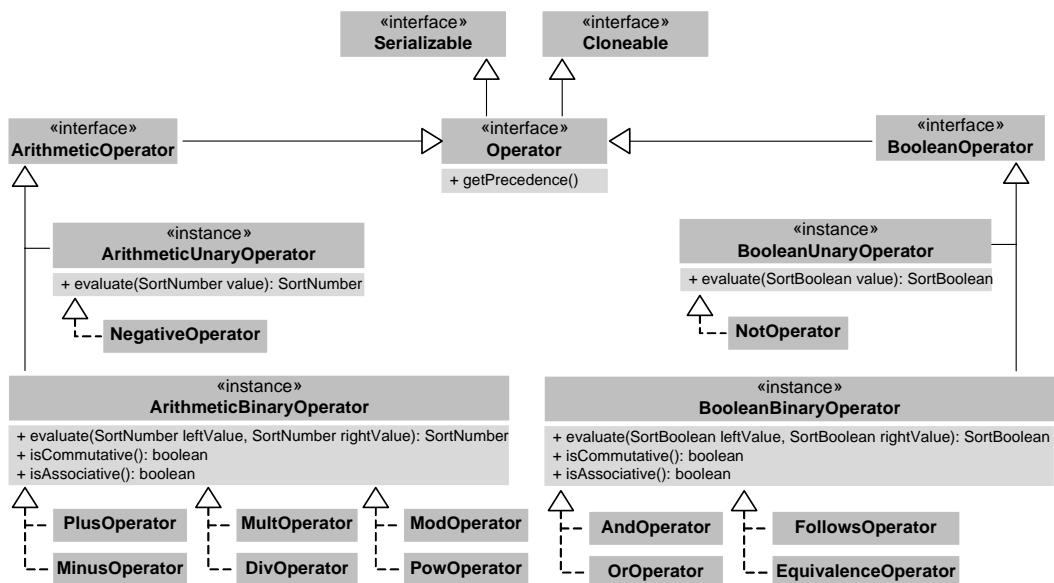 «interface»
Serializable
«interface»
Cloneable
«interface»
ArithmeticOperator
«interface»
Operator
+ getPrecedence()
«interface»
BooleanOperator
«instance»
ArithmeticUnaryOperator
+ evaluate(SortNumber value): SortNumber
NegativeOperator
«instance»
BooleanUnaryOperator
+ evaluate(SortBoolean value): SortBoolean
NotOperator
«instance»
ArithmeticBinaryOperator
+ evaluate(SortNumber leftValue, SortNumber rightValue): SortNumber
+ isCommutative(): boolean
+ isAssociative(): boolean
PlusOperator
MultOperator
ModOperator
MinusOperator
DivOperator
PowOperator
«instance»
BooleanBinaryOperator
+ evaluate(SortBoolean leftValue, SortBoolean rightValue): SortBoolean
+ isCommutative(): boolean
+ isAssociative(): boolean
AndOperator
FollowsOperator
OrOperator
EquivalenceOperator